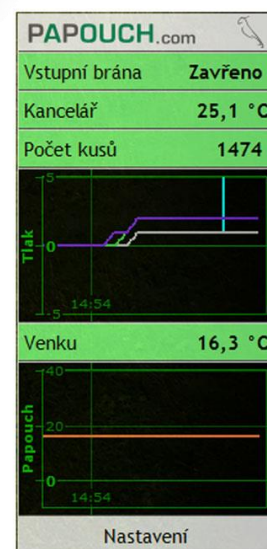 PAPOUCH.com
Vstupní brána Zavřeno
Kancelář 25,1 °C
Počet kusů 1474
5
Tlak
0
-5
14:54
Venku 16,3 °C
40
Papouch
20
0
14:54
Nastavení